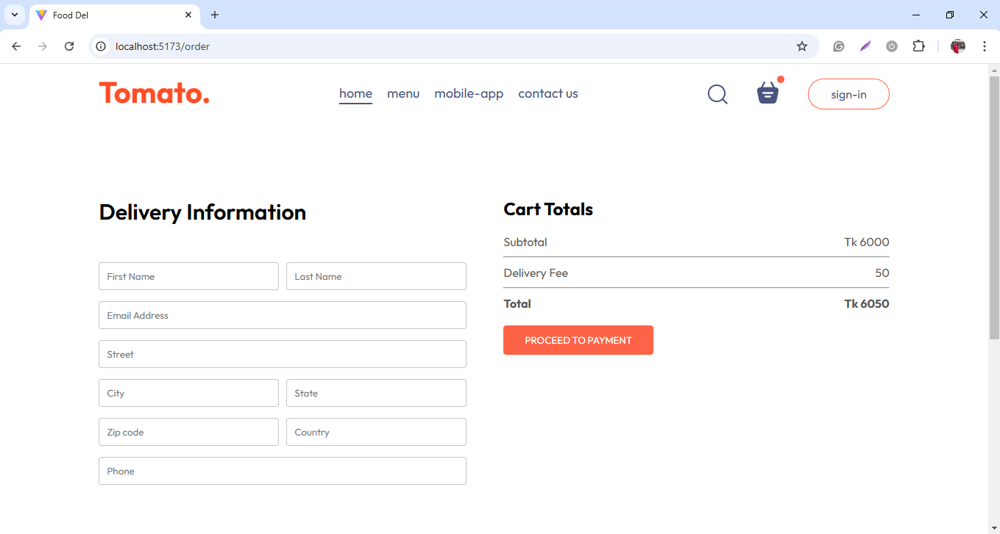 Food Del
localhost:5173/order
Tomato.
home menu mobile-app contact us
sign-in
Delivery Information
First Name Last Name
Email Address
Street
City State
Zip code Country
Phone
Cart Totals
Subtotal Tk 6000
Delivery Fee 50
Total Tk 6050
PROCEED TO PAYMENT